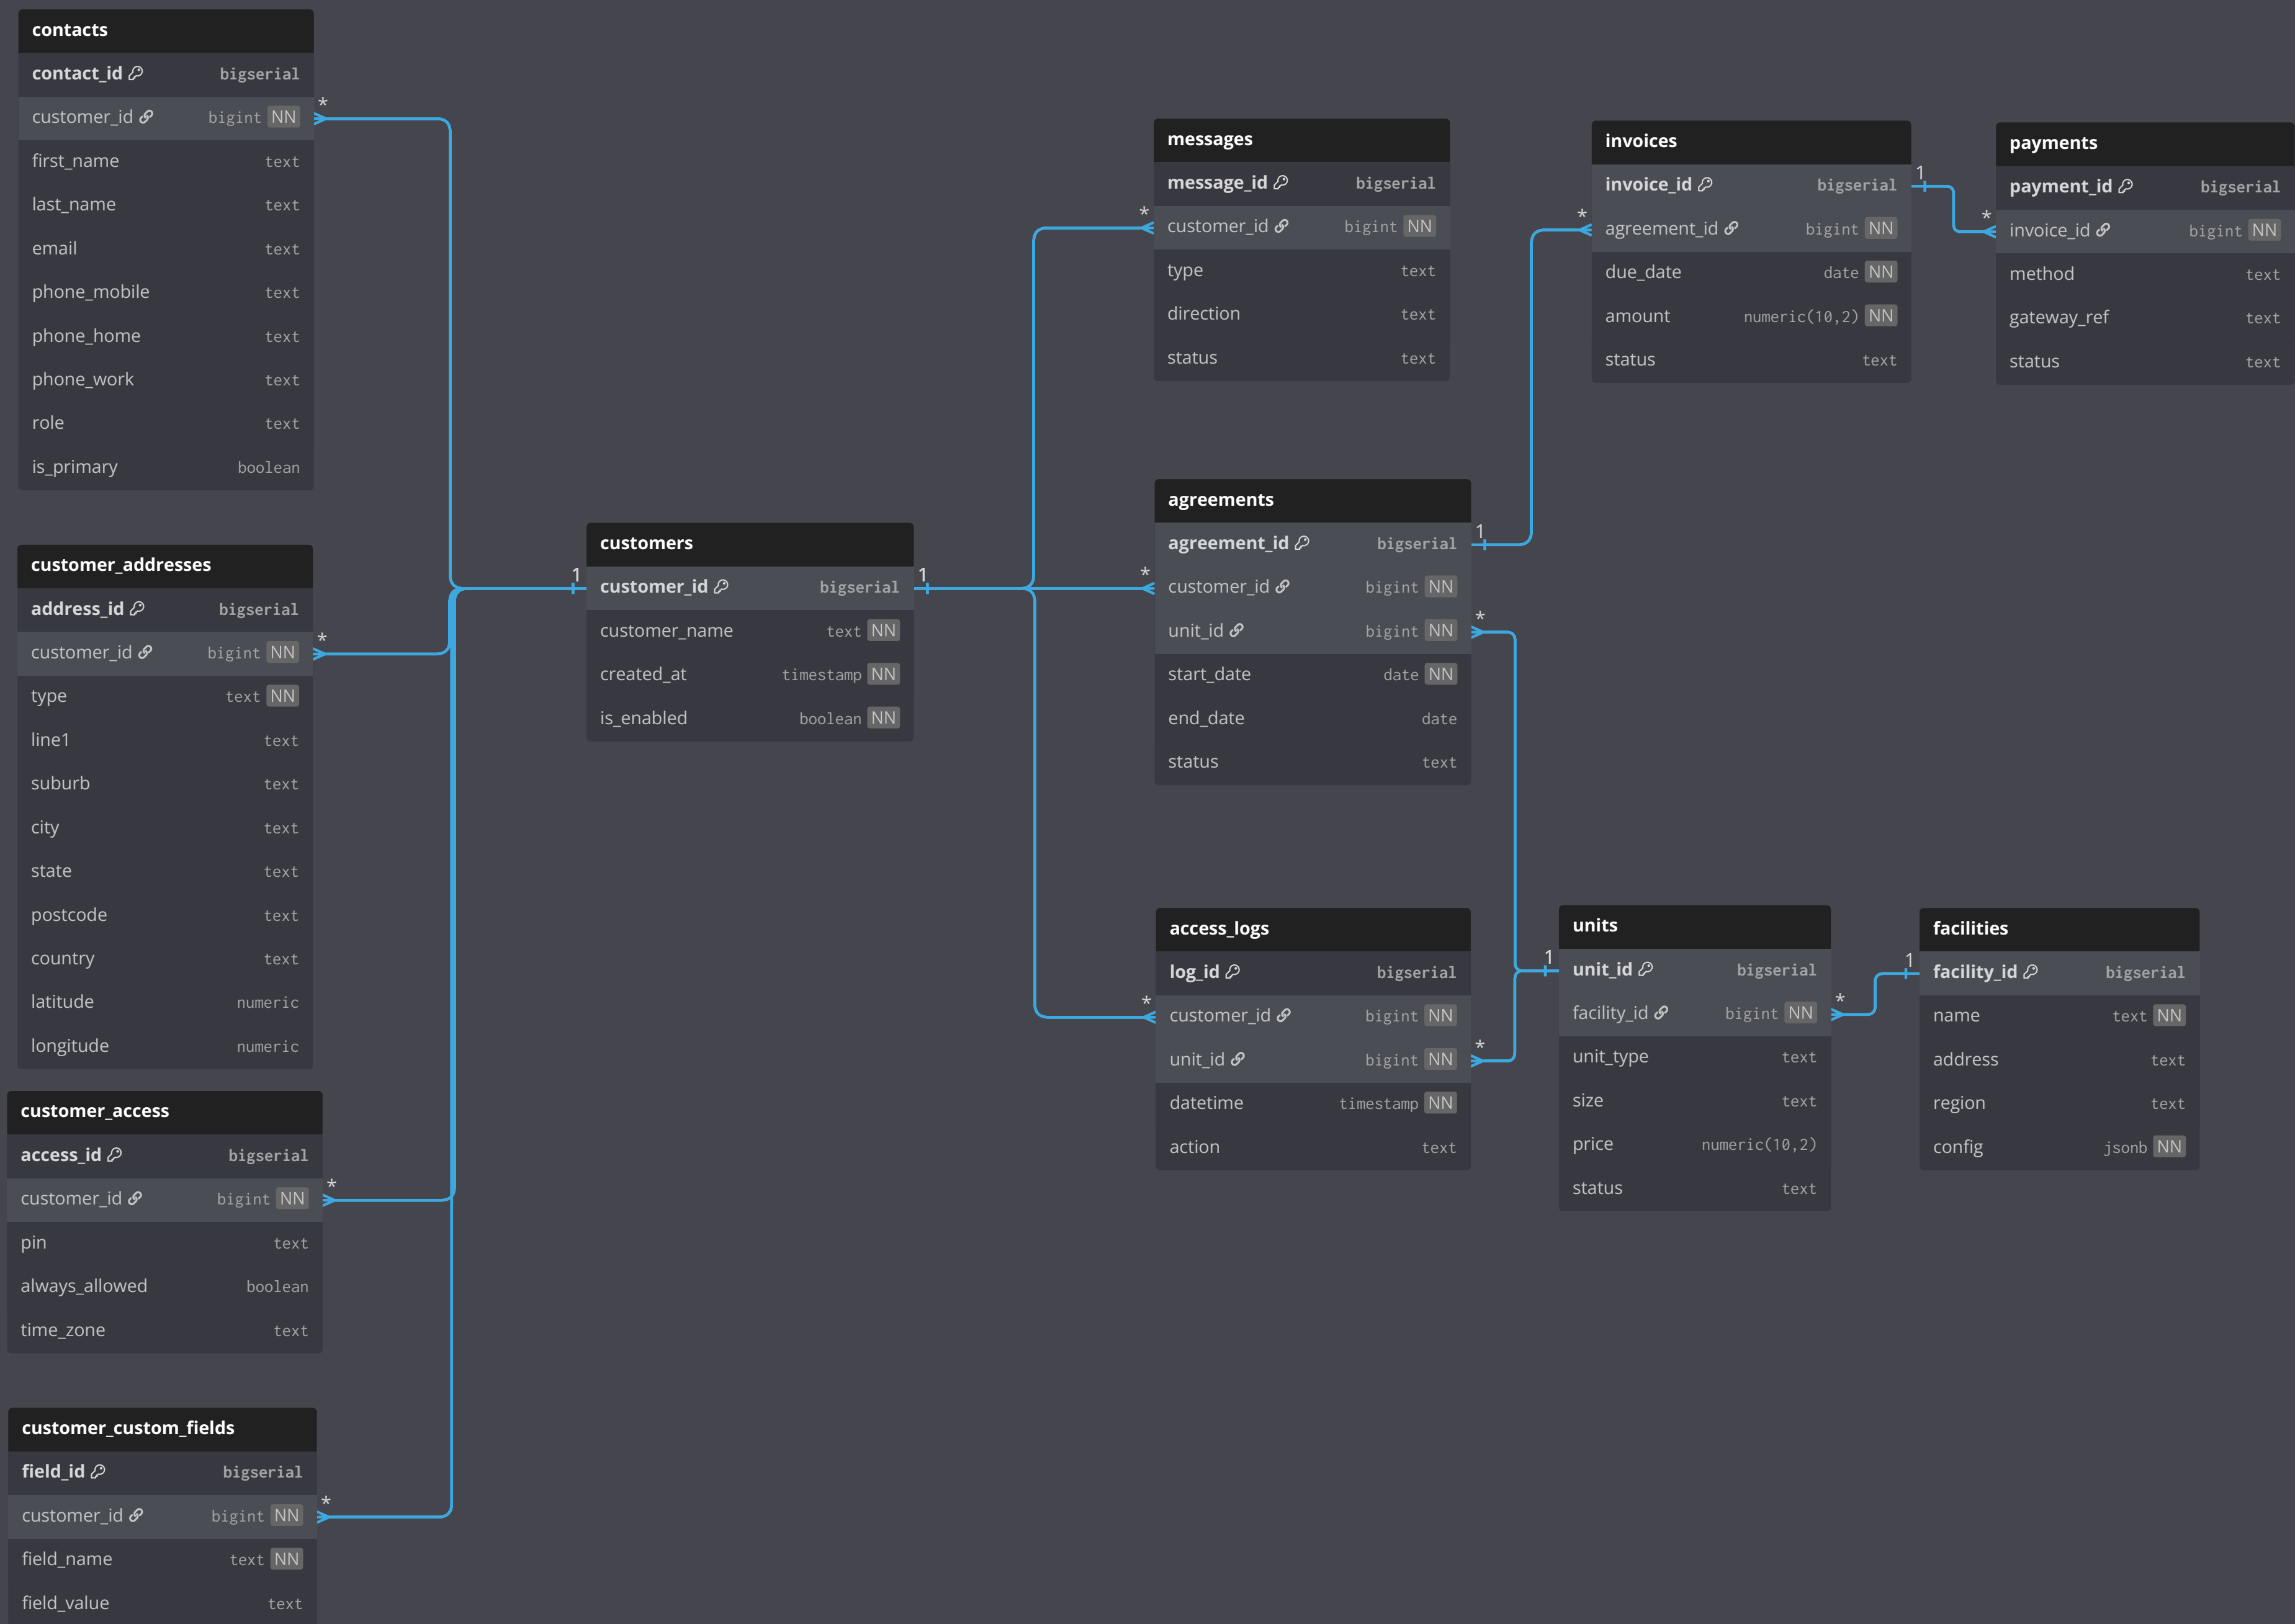 contacts
contact_id bigserial
customer_id bigint NN
first_name text
last_name text
email text
phone_mobile text
phone_home text
phone_work text
role text
is_primary boolean
*
customer_addresses
address_id bigserial
customer_id bigint NN
type text NN
line1 text
suburb text
city text
state text
postcode text
country text
latitude numeric
longitude numeric
*
customer_access
access_id bigserial
customer_id bigint NN
pin text
always_allowed boolean
time_zone text
*
customer_custom_fields
field_id bigserial
customer_id bigint NN
field_name text NN
field_value text
*
customers
1 customer_id bigserial 1
customer_name text NN
created_at timestamp NN
is_enabled boolean NN
messages
message_id bigserial
* customer_id bigint NN
type text
direction text
status text
agreements
agreement_id bigserial 1
* customer_id bigint NN
unit_id bigint NN *
start_date date NN
end_date date
status text
access_logs
log_id bigserial
* customer_id bigint NN
unit_id bigint NN *
datetime timestamp NN
action text
invoices
invoice_id bigserial 1
* agreement_id bigint NN
due_date date NN
amount numeric(10,2) NN
status text
payments
payment_id bigserial
* invoice_id bigint NN
method text
gateway_ref text
status text
units
1 unit_id bigserial
facility_id bigint NN *
unit_type text
size text
price numeric(10,2)
status text
facilities
1 facility_id bigserial
name text NN
address text
region text
config jsonb NN